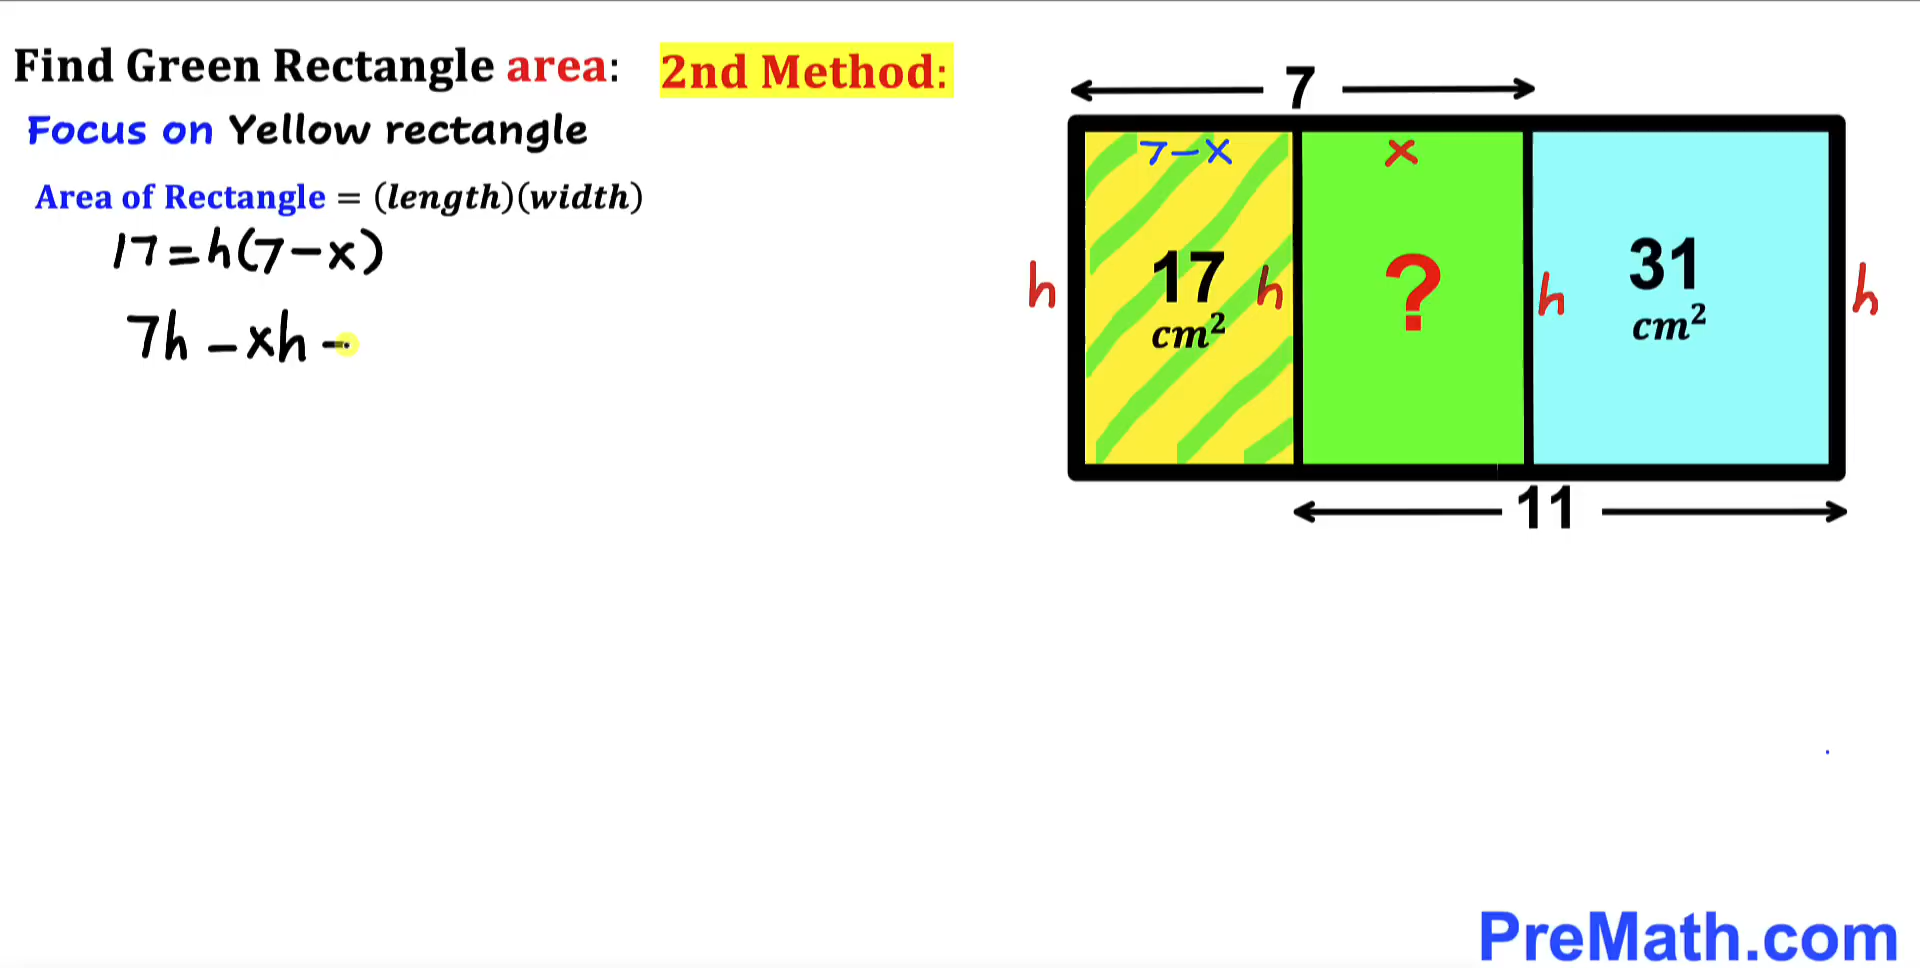 Find Green Rectangle area: 2nd Method:
Focus on Yellow rectangle
Area of Rectangle = (length)(width)
17=h(7-x)
7h-xh=
7
7-x x
h 17 h ? h 31 h
cm² cm²
11
PreMath.com